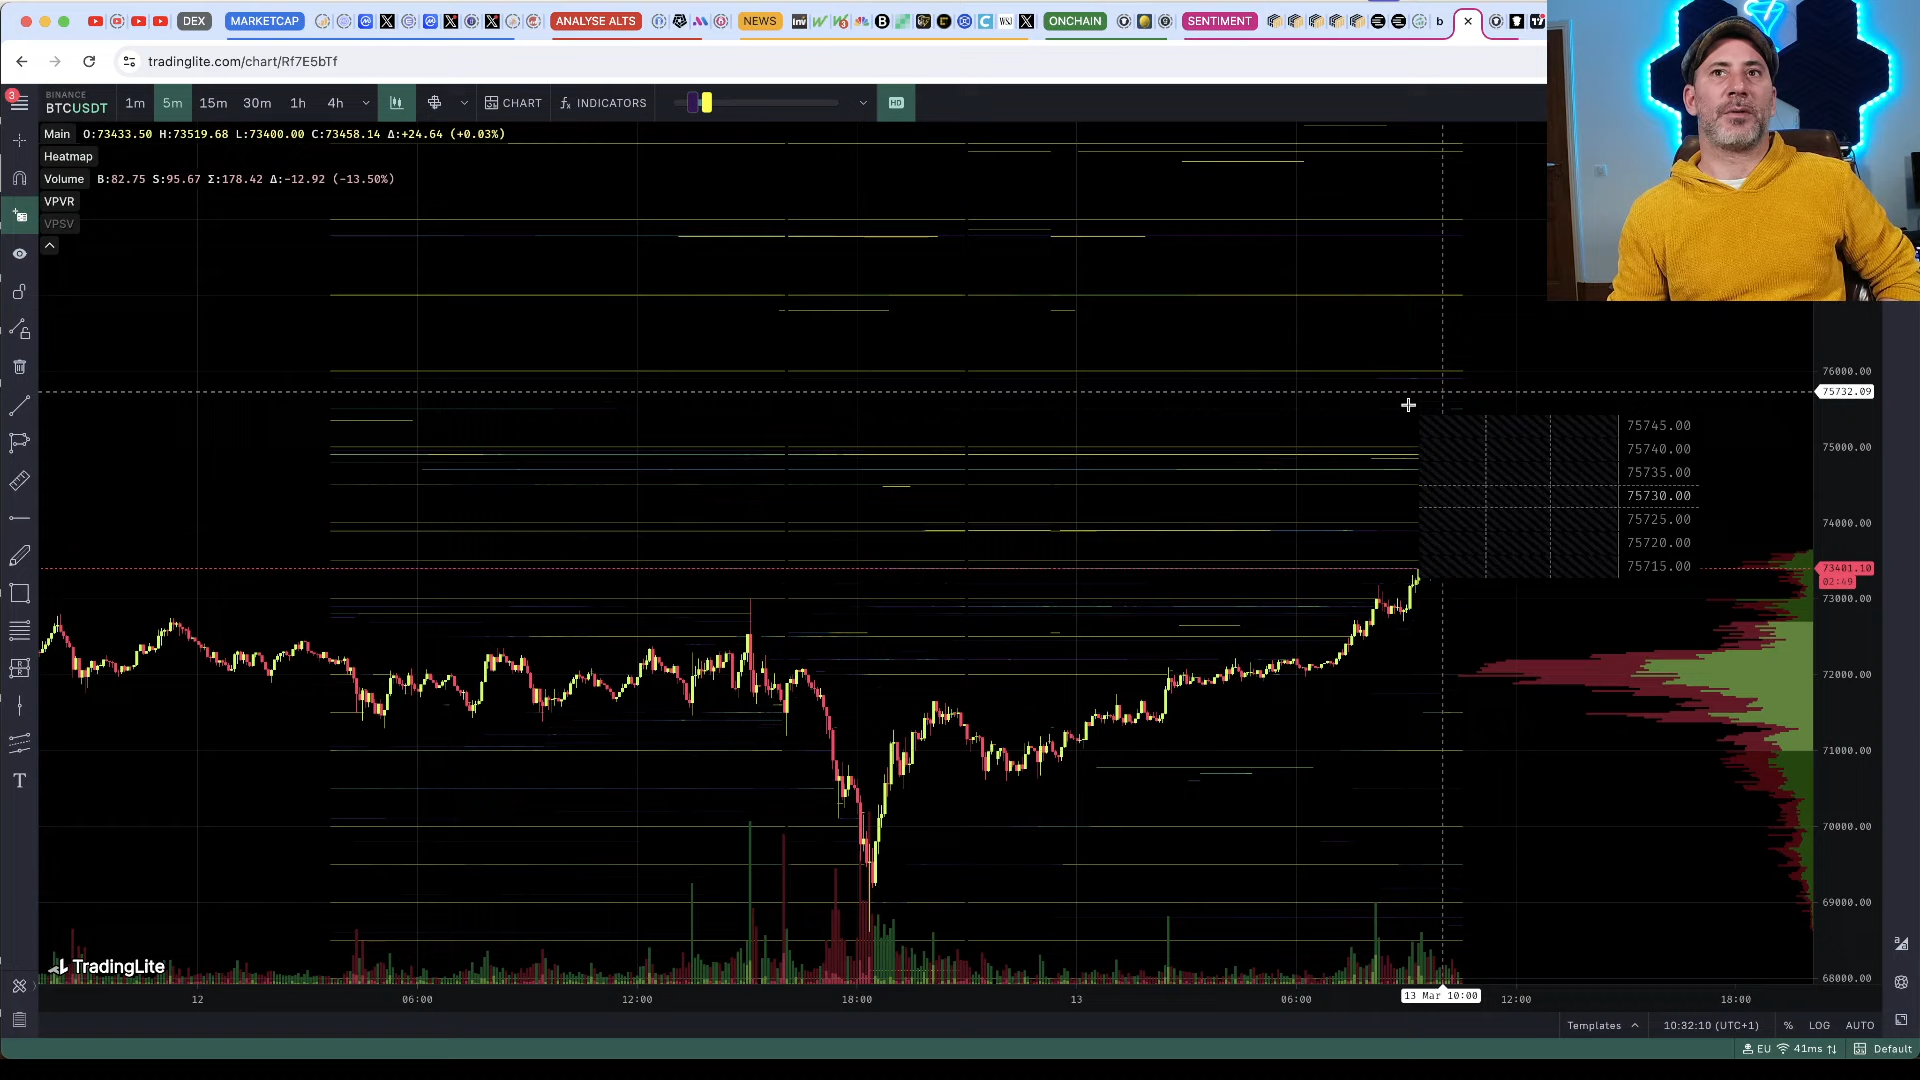 DEX
MARKETCAP
ANALYSE ALTS
NEWS
ONCHAIN
SENTIMENT
b
tradinglite.com/chart/Rf7E5bTf
3
BINANCE
BTCUSDT
1m 5m 15m 30m 1h 4h
CHART
INDICATORS
HD
Main O:73433.50 H:73519.68 L:73400.00 C:73458.14 Δ:+24.64 (+0.03%)
Heatmap
Volume B:82.75 S:95.67 Σ:178.42 Δ:-12.92 (-13.50%)
VPVR
VPSV
76000.00
75732.09
75745.00
75740.00
75735.00
75730.00
75725.00
75720.00
75715.00
75000.00
74000.00
73401.10
02:49
73000.00
72000.00
71000.00
70000.00
69000.00
68000.00
T
TradingLite
12 06:00 12:00 18:00 13 06:00 13 Mar 10:00 12:00 18:00
Templates 10:32:10 (UTC+1) % LOG AUTO
EU 41ms Default